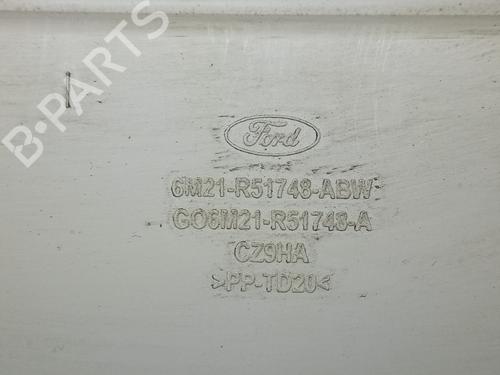 B-PARTS
Ford
6M21-R51748-ABW
GO6M21-R51748-A
CZ9HA
>PP-TD20<